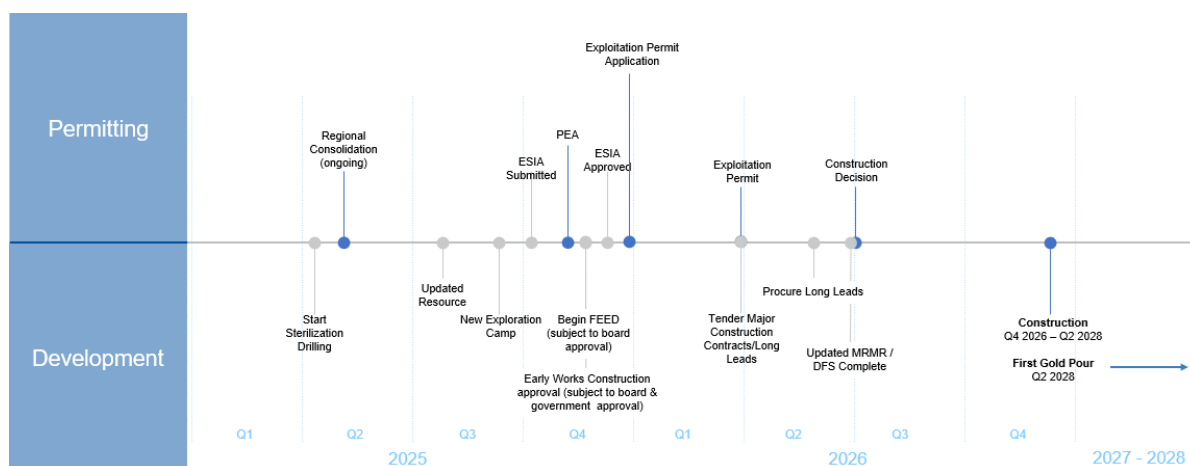 Permitting
Regional
Consolidation
(ongoing)
ESIA
Submitted
PEA
ESIA
Approved
Exploitation Permit
Application
Exploitation
Permit
Construction
Decision
Development
Start
Sterilization
Drilling
Updated
Resource
New Exploration
Camp
Begin FEED
(subject to board
approval)
Early Works Construction
approval (subject to board &
government approval)
Tender Major
Construction
Contracts/Long
Leads
Procure Long Leads
Updated MRMR /
DFS Complete
Construction
Q4 2026 – Q2 2028
First Gold Pour
Q2 2028
Q1
Q2
Q3
Q4
Q1
Q2
Q3
Q4
2025
2026
2027 - 2028